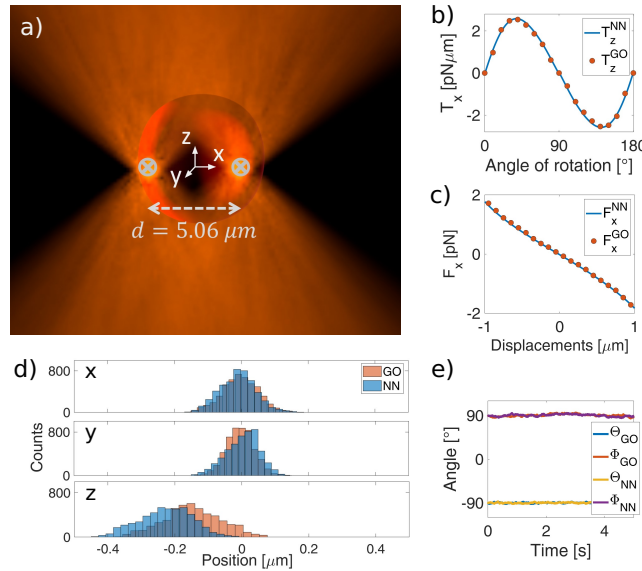 a)
z
x
y
d = 5.06 μm
b)
T_x [pNμm]
2
0
-2
T_z^NN
T_z^GO
0
90
180
Angle of rotation [°]
c)
F_x [pN]
2
0
-2
F_x^NN
F_x^GO
-1
0
1
Displacements [μm]
d)
Counts
800
0
x
GO
NN
800
0
y
800
0
z
-0.4
-0.2
0
0.2
0.4
Position [μm]
e)
Angle [°]
90
0
-90
Θ_GO
Φ_GO
Θ_NN
Φ_NN
0
2
4
Time [s]